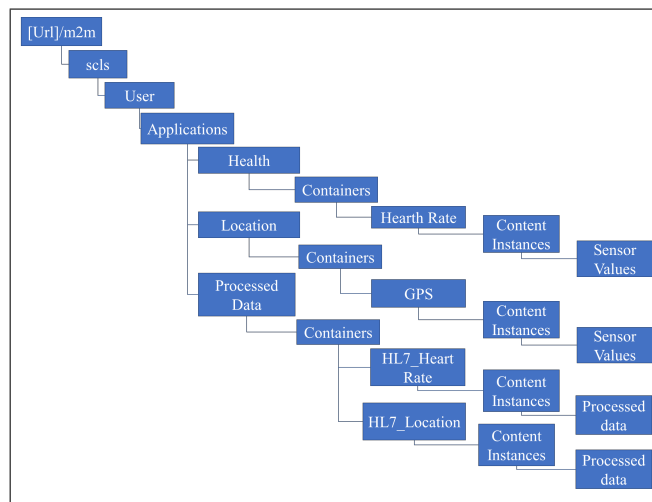 [Url]/m2m
scls
User
Applications
Health
Containers
Hearth Rate
Content
Instances
Sensor
Values
Location
Containers
GPS
Content
Instances
Sensor
Values
Processed
Data
Containers
HL7_Heart
Rate
Content
Instances
Processed
data
HL7_Location
Content
Instances
Processed
data